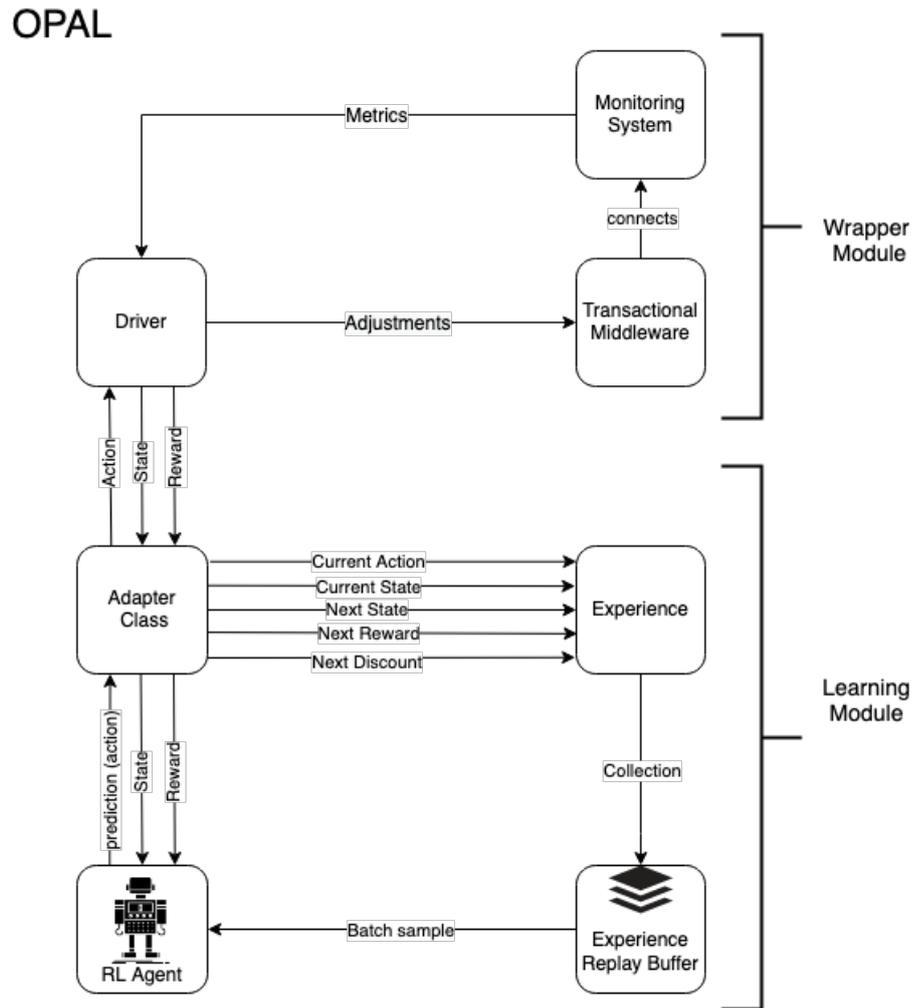 OPAL
Monitoring
System
Metrics
connects
Wrapper
Module
Driver
Adjustments
Transactional
Middleware
Action
State
Reward
Adapter
Class
Current Action
Current State
Next State
Next Reward
Next Discount
Experience
Learning
Module
prediction (action)
State
Reward
Collection
RL Agent
Batch sample
Experience
Replay Buffer